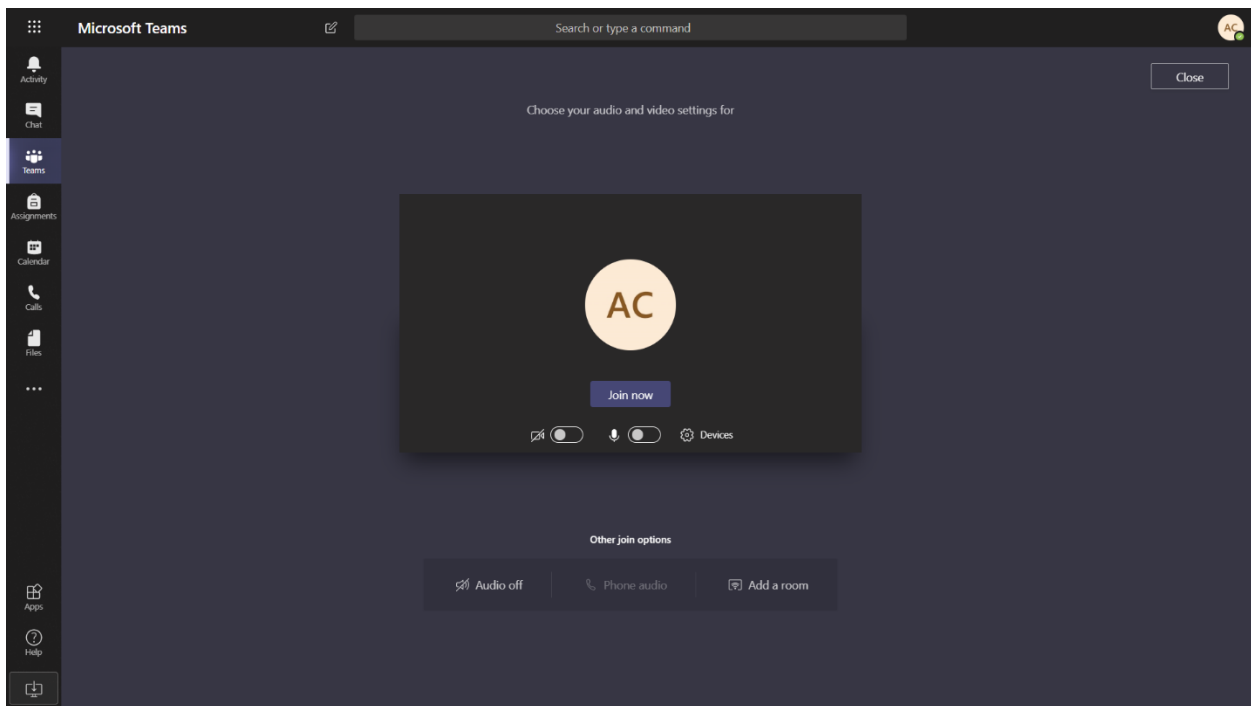 Microsoft Teams
Search or type a command
AC
Activity
Chat
Teams
Assignments
Calendar
Calls
Files
Apps
Help
Close
Choose your audio and video settings for
AC
Join now
Devices
Other join options
Audio off
Phone audio
Add a room